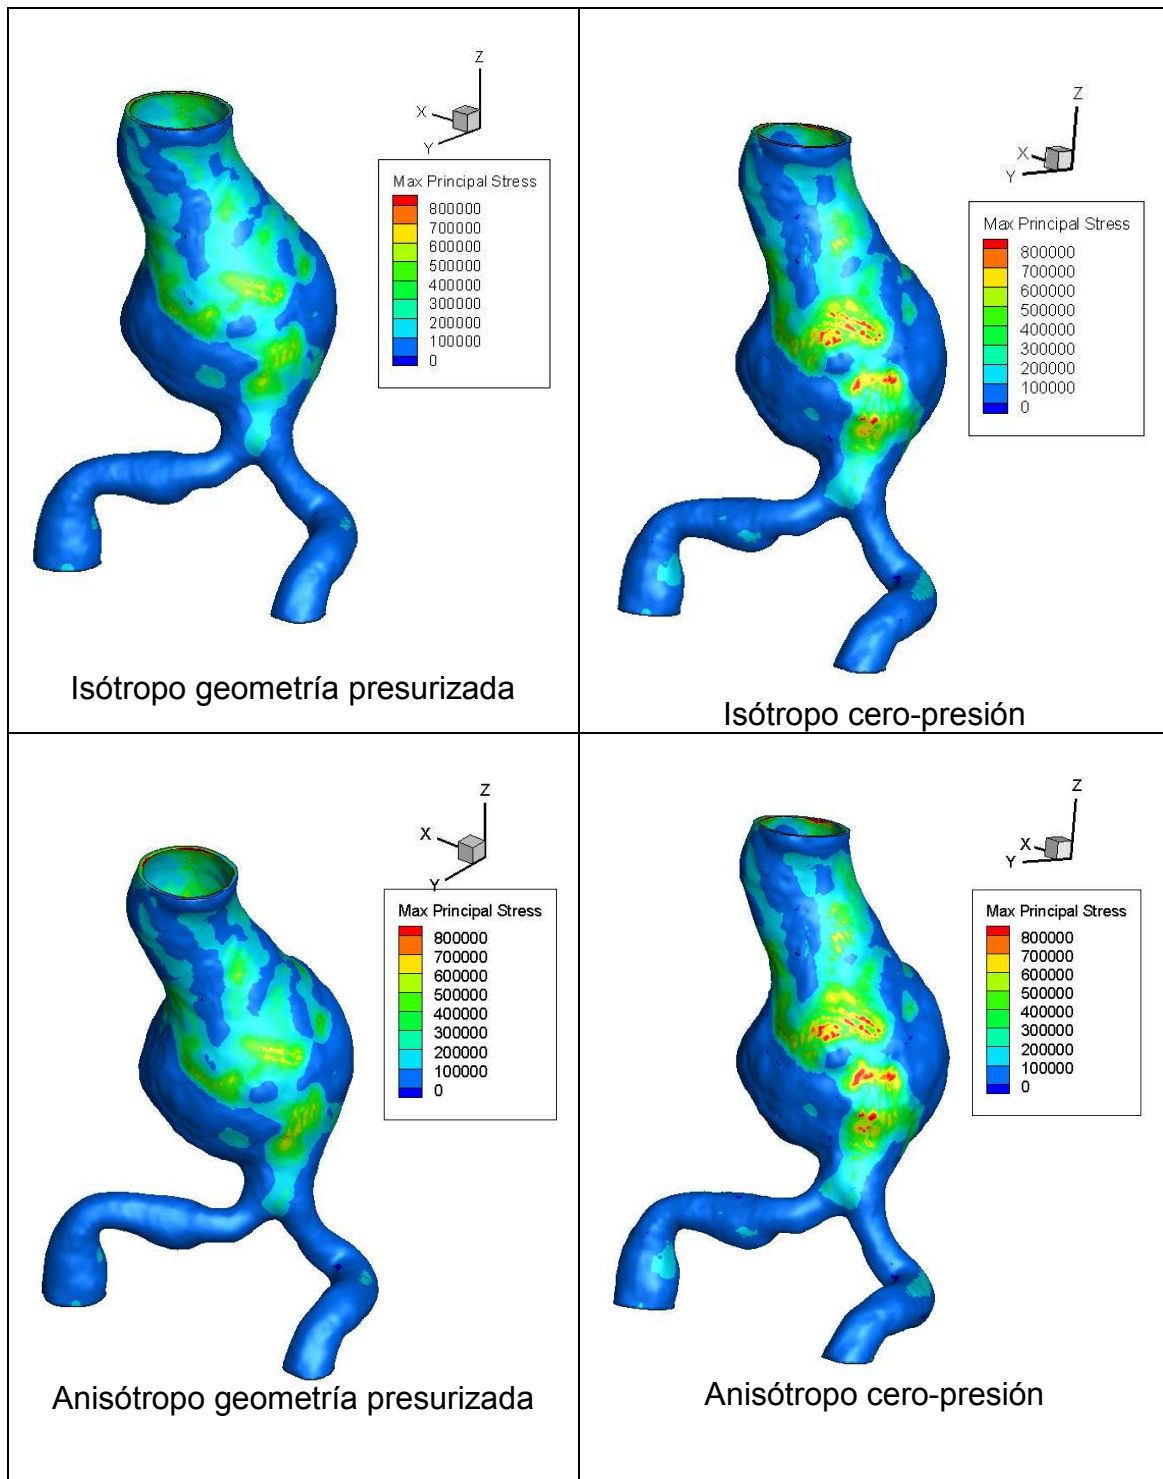 Z
X
Y
Max Principal Stress
800000
700000
600000
500000
400000
300000
200000
100000
0
Isótropo geometría presurizada
Z
X
Y
Max Principal Stress
800000
700000
600000
500000
400000
300000
200000
100000
0
Isótropo cero-presión
Z
X
Y
Max Principal Stress
800000
700000
600000
500000
400000
300000
200000
100000
0
Anisótropo geometría presurizada
Z
X
Y
Max Principal Stress
800000
700000
600000
500000
400000
300000
200000
100000
0
Anisótropo cero-presión